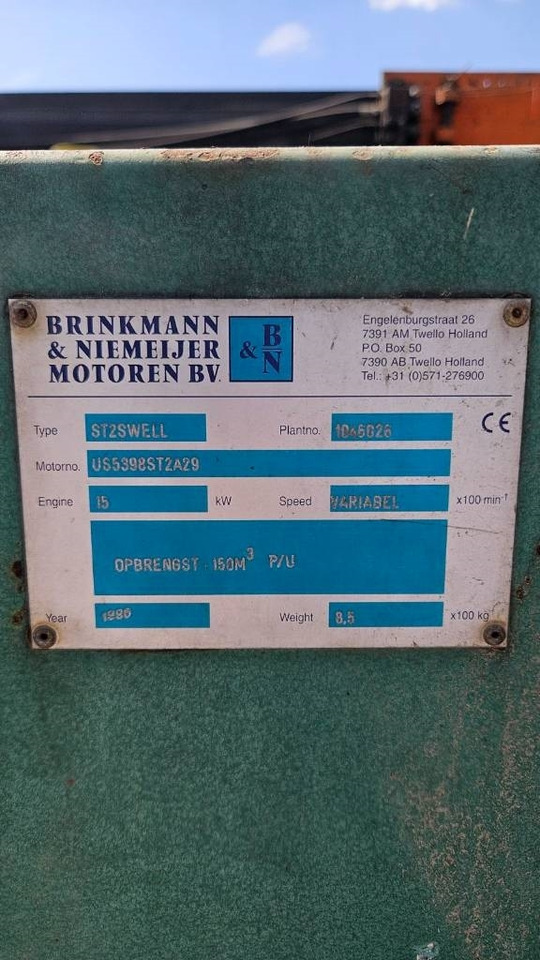 BRINKMANN
& NIEMEIJER
MOTOREN BV.
B
& N
Engelenburgstraat 26
7391 AM Twello Holland
P.O. Box 50
7390 AB Twello Holland
Tel.: +31 (0)571-276900
Type ST2SWELL Plantno. CE
Motorno. US5398ST2A29
Engine 15 kW Speed VARIABEL x100 min⁻¹
OPBRENGST 150M³ P/U
Year Weight 8,5 x100 kg